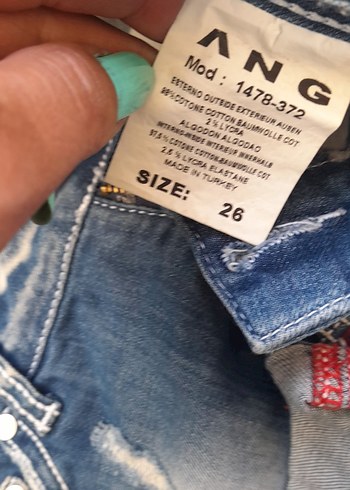 ANG
Mod : 1478-372
ESTERNO OUTSIDE EXTERIEUR AUSEN
98%COTONE COTTON.BAUMWOLLE COT
2 % LYCRA
ALGODON ALGODAO
INTERNO-INSIDE INTERIEUR INNERHALB
97,5 %COTONE COTTON.BAUMWOLLE COT
2,5 % LYCRA ELASTANE
MADE IN TURKEY
SIZE: 26